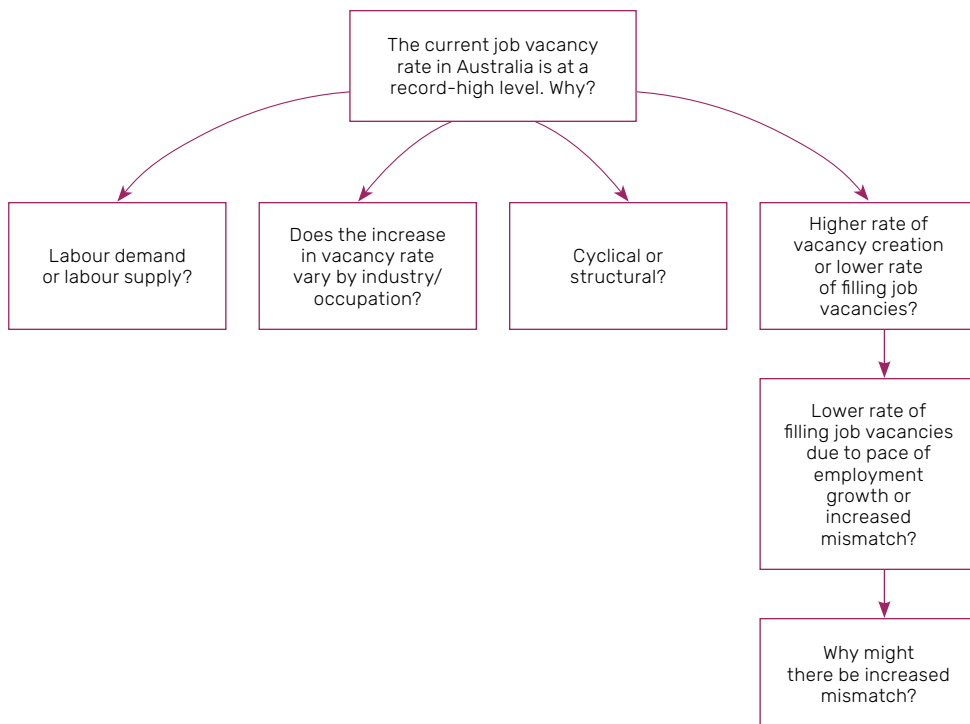 The current job vacancy
rate in Australia is at a
record-high level. Why?
Labour demand
or labour supply?
Does the increase
in vacancy rate
vary by industry/
occupation?
Cyclical or
structural?
Higher rate of
vacancy creation
or lower rate
of filling job
vacancies?
Lower rate of
filling job vacancies
due to pace of
employment
growth or
increased
mismatch?
Why might
there be increased
mismatch?